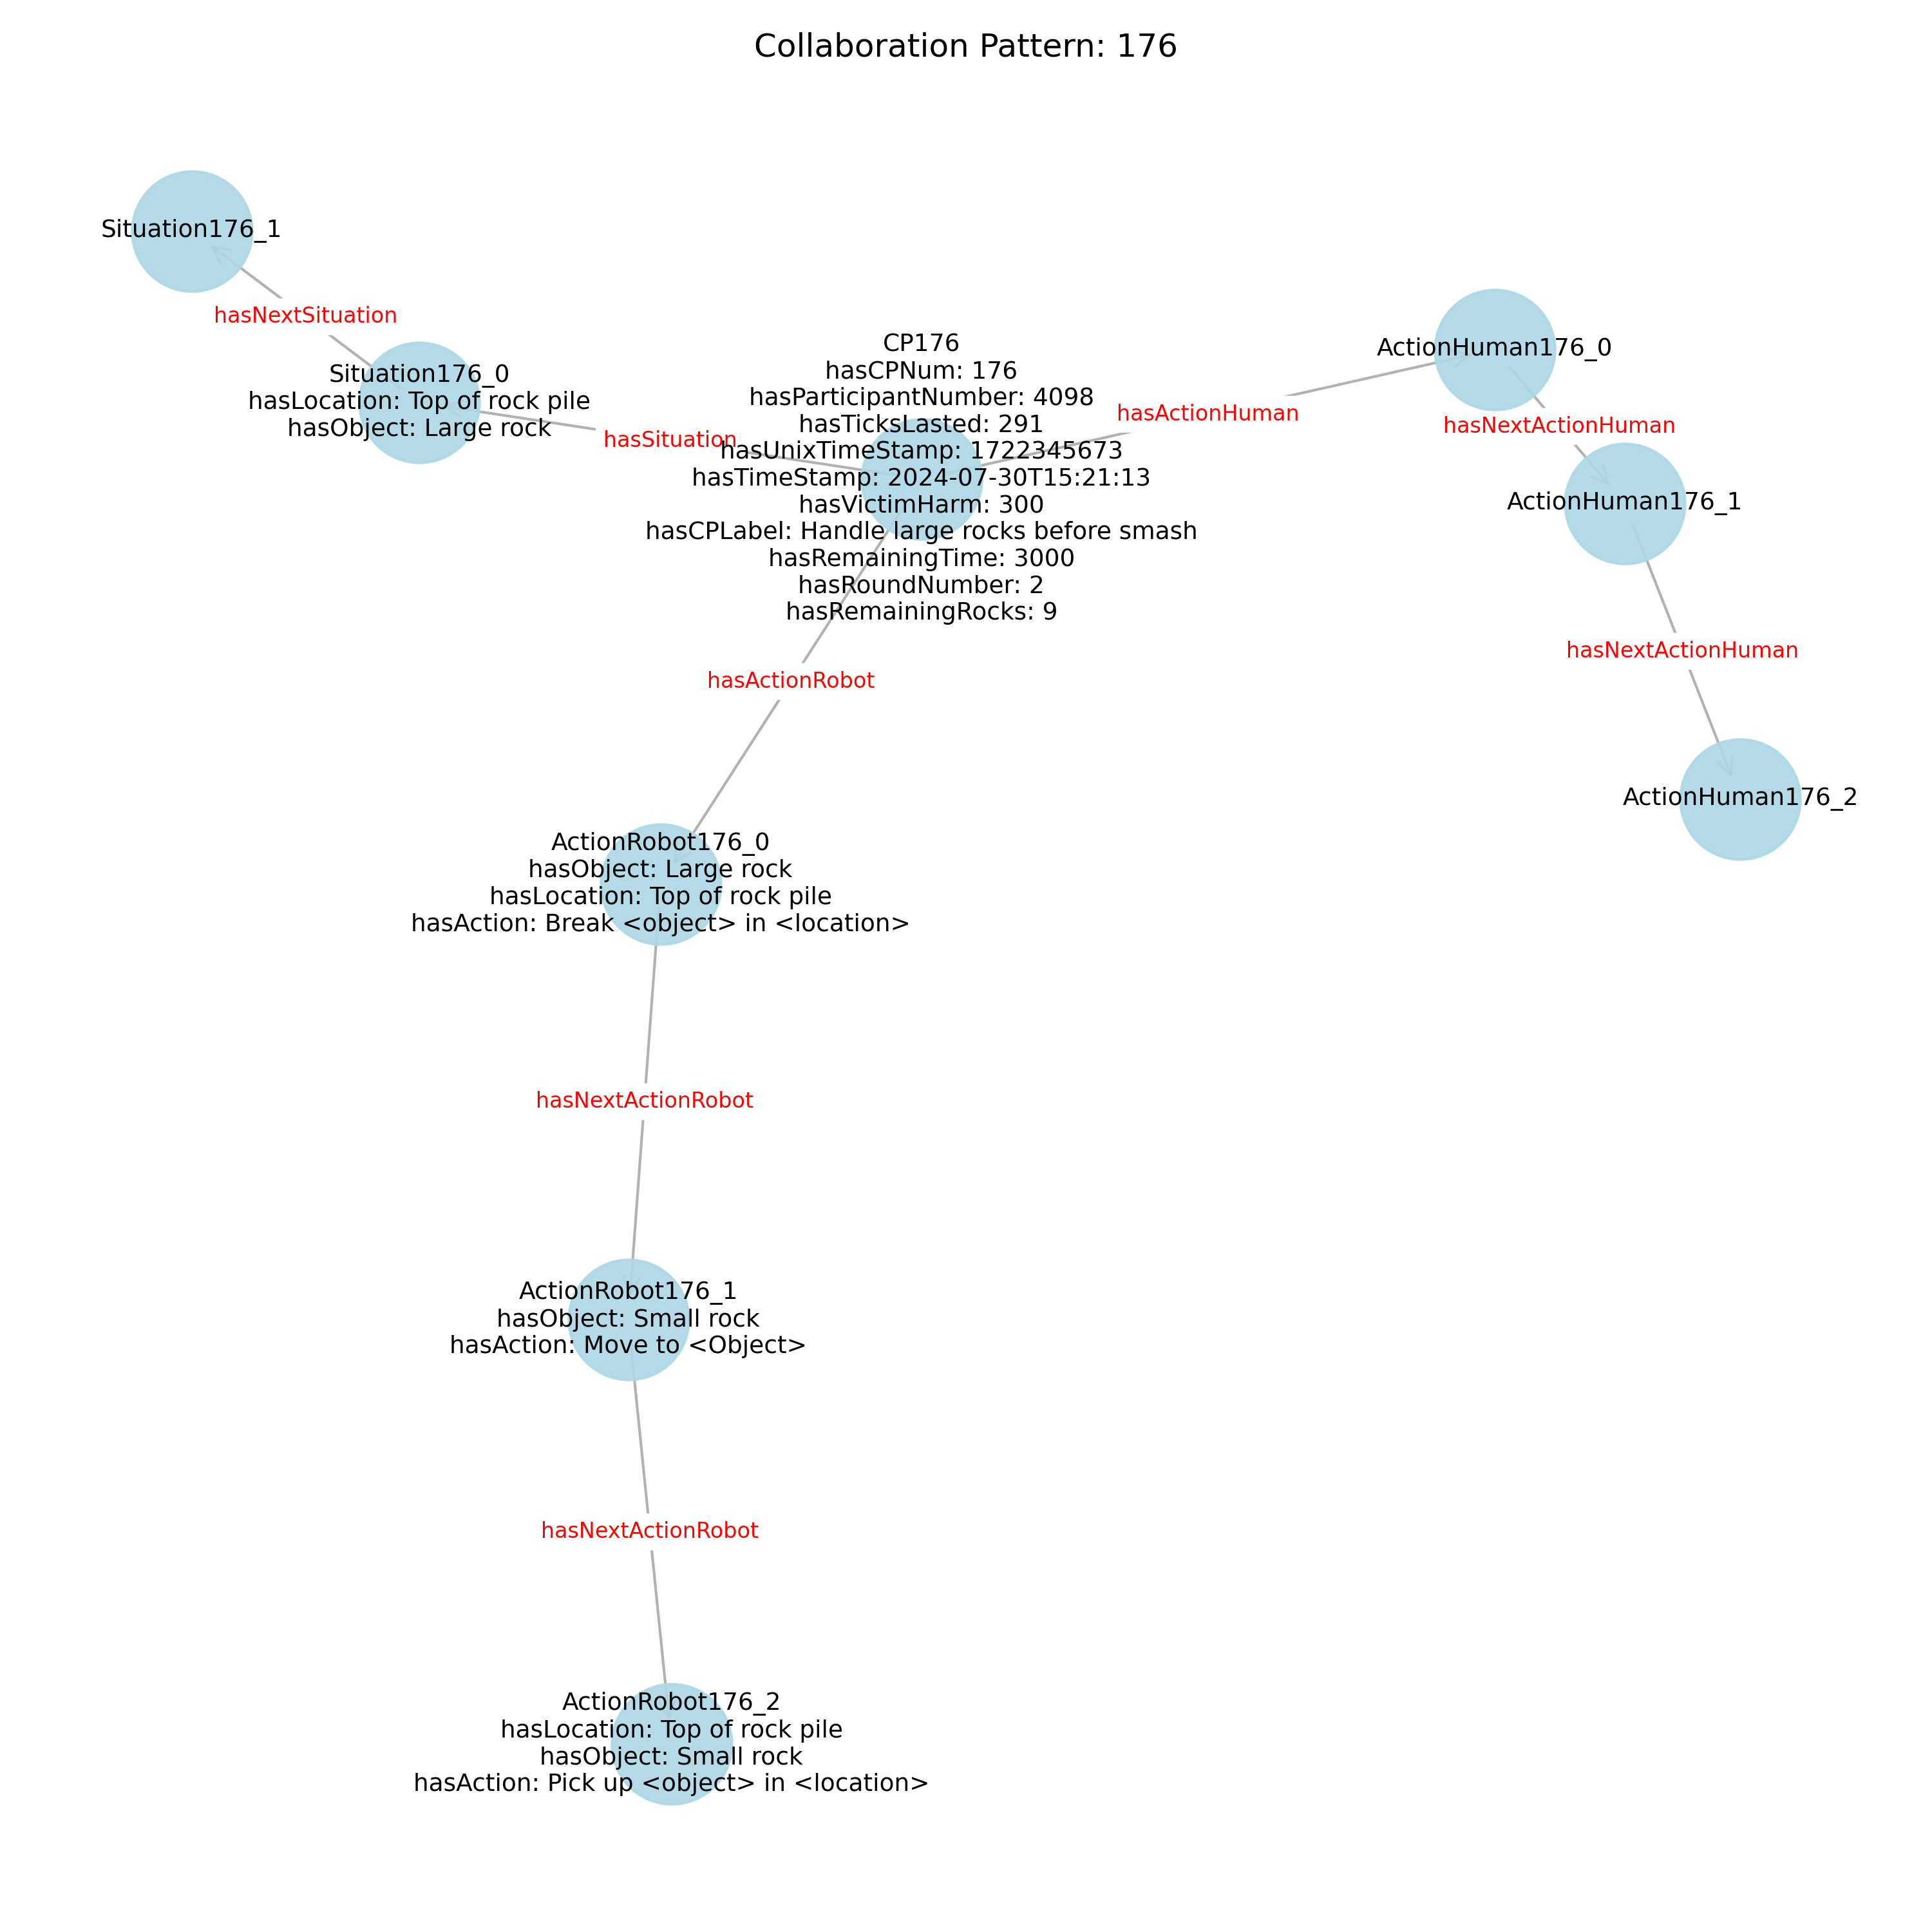 Collaboration Pattern: 176
Situation176_1
hasNextSituation
Situation176_0
hasLocation: Top of rock pile
hasObject: Large rock
hasSituation
CP176
hasCPNum: 176
hasParticipantNumber: 4098
hasTicksLasted: 291
hasUnixTimeStamp: 1722345673
hasTimeStamp: 2024-07-30T15:21:13
hasVictimHarm: 300
hasCPLabel: Handle large rocks before smash
hasRemainingTime: 3000
hasRoundNumber: 2
hasRemainingRocks: 9
hasActionHuman
ActionHuman176_0
hasNextActionHuman
ActionHuman176_1
hasNextActionHuman
ActionHuman176_2
hasActionRobot
ActionRobot176_0
hasObject: Large rock
hasLocation: Top of rock pile
hasAction: Break <object> in <location>
hasNextActionRobot
ActionRobot176_1
hasObject: Small rock
hasAction: Move to <Object>
hasNextActionRobot
ActionRobot176_2
hasLocation: Top of rock pile
hasObject: Small rock
hasAction: Pick up <object> in <location>